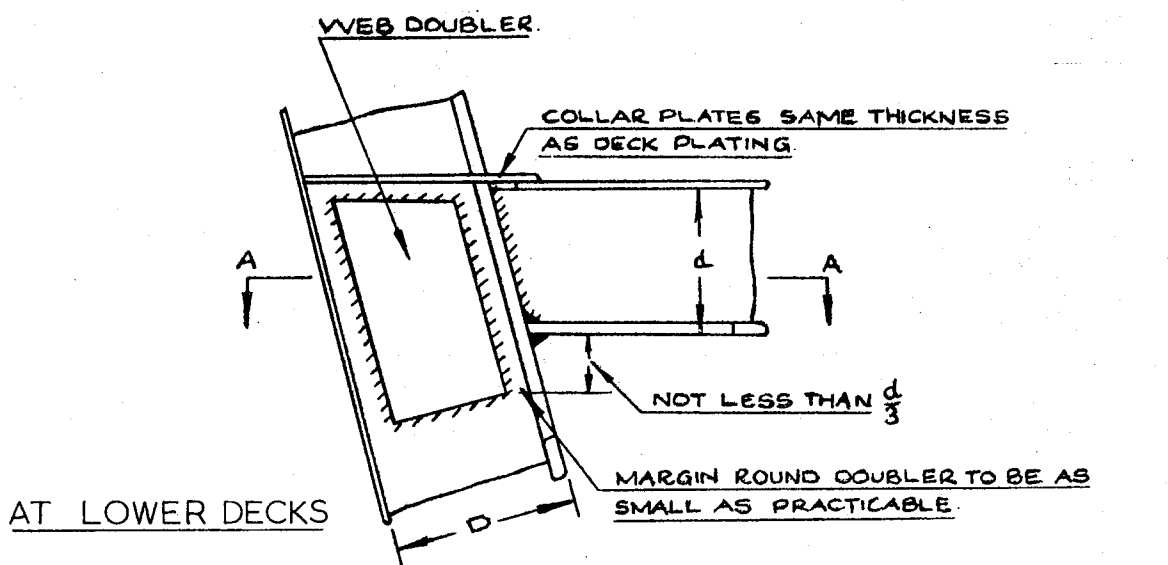 WEB DOUBLER.
COLLAR PLATES SAME THICKNESS
AS DECK PLATING.
A
d
A
NOT LESS THAN d/3
MARGIN ROUND DOUBLER TO BE AS
SMALL AS PRACTICABLE.
AT LOWER DECKS
D